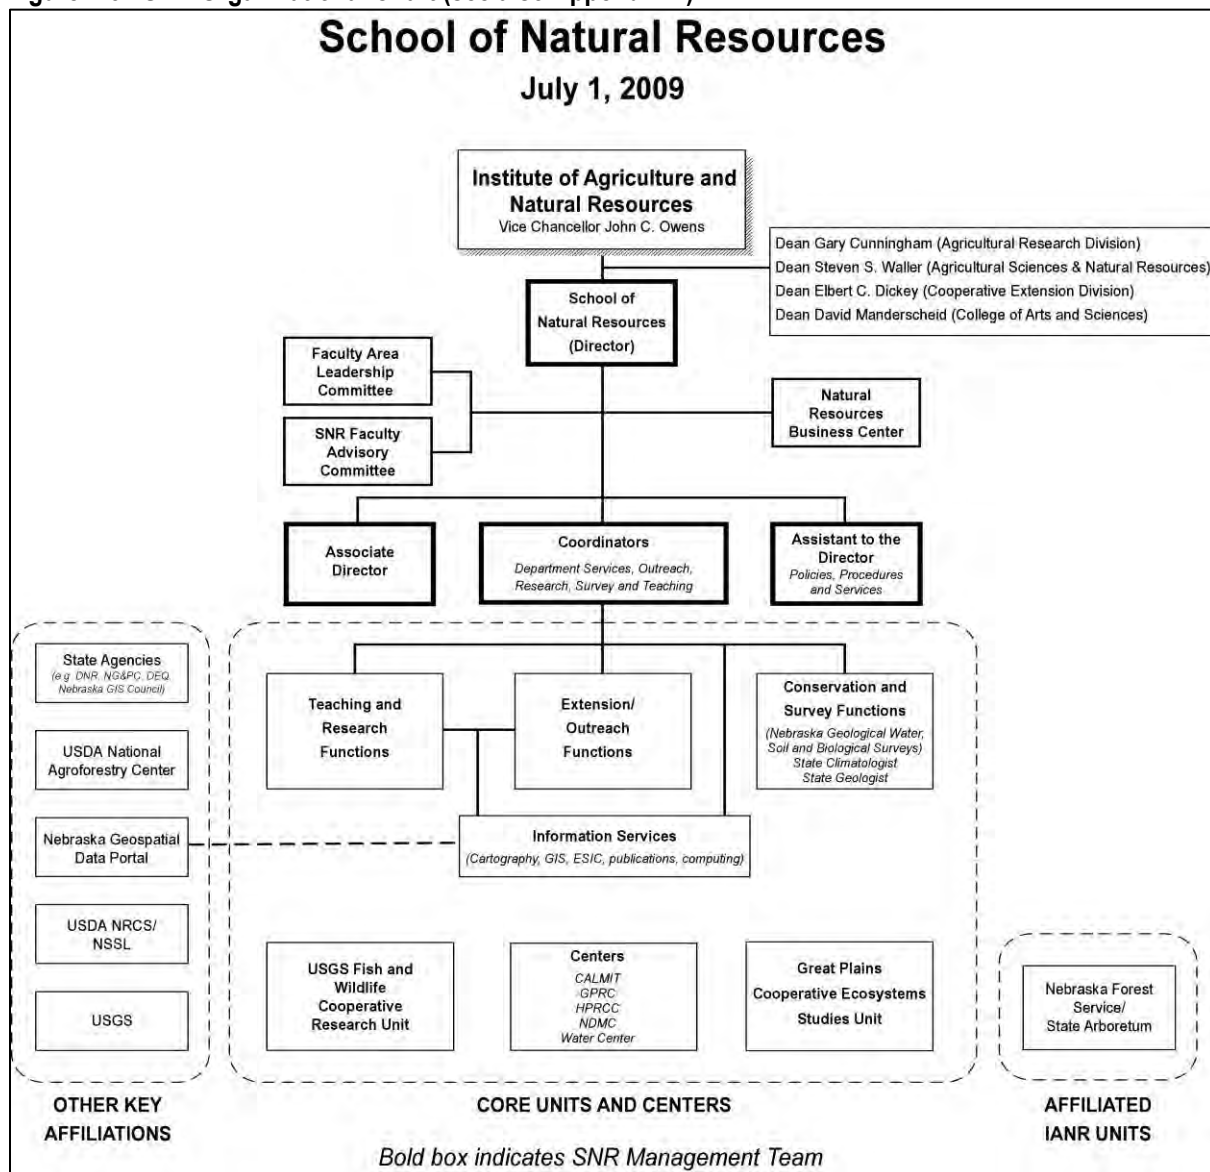 School of Natural Resources
July 1, 2009
Institute of Agriculture and
Natural Resources
Vice Chancellor John C. Owens
Dean Gary Cunningham (Agricultural Research Division)
Dean Steven S. Waller (Agricultural Sciences & Natural Resources)
Dean Elbert C. Dickey (Cooperative Extension Division)
Dean David Manderscheid (College of Arts and Sciences)
School of
Natural Resources
(Director)
Faculty Area
Leadership
Committee
SNR Faculty
Advisory
Committee
Natural
Resources
Business Center
Associate
Director
Coordinators
Department Services, Outreach,
Research, Survey and Teaching
Assistant to the
Director
Policies, Procedures
and Services
State Agencies
(e.g. DNR, NG&PC, DEQ,
Nebraska GIS Council)
USDA National
Agroforestry Center
Nebraska Geospatial
Data Portal
USDA NRCS/
NSSL
USGS
Teaching and
Research
Functions
Extension/
Outreach
Functions
Conservation and
Survey Functions
(Nebraska Geological Water,
Soil and Biological Surveys)
State Climatologist
State Geologist
Information Services
(Cartography, GIS, ESIC, publications, computing)
USGS Fish and
Wildlife
Cooperative
Research Unit
Centers
CALMIT
GPRC
HPRCC
NDMC
Water Center
Great Plains
Cooperative Ecosystems
Studies Unit
Nebraska Forest
Service/
State Arboretum
OTHER KEY
AFFILIATIONS
CORE UNITS AND CENTERS
AFFILIATED
IANR UNITS
Bold box indicates SNR Management Team